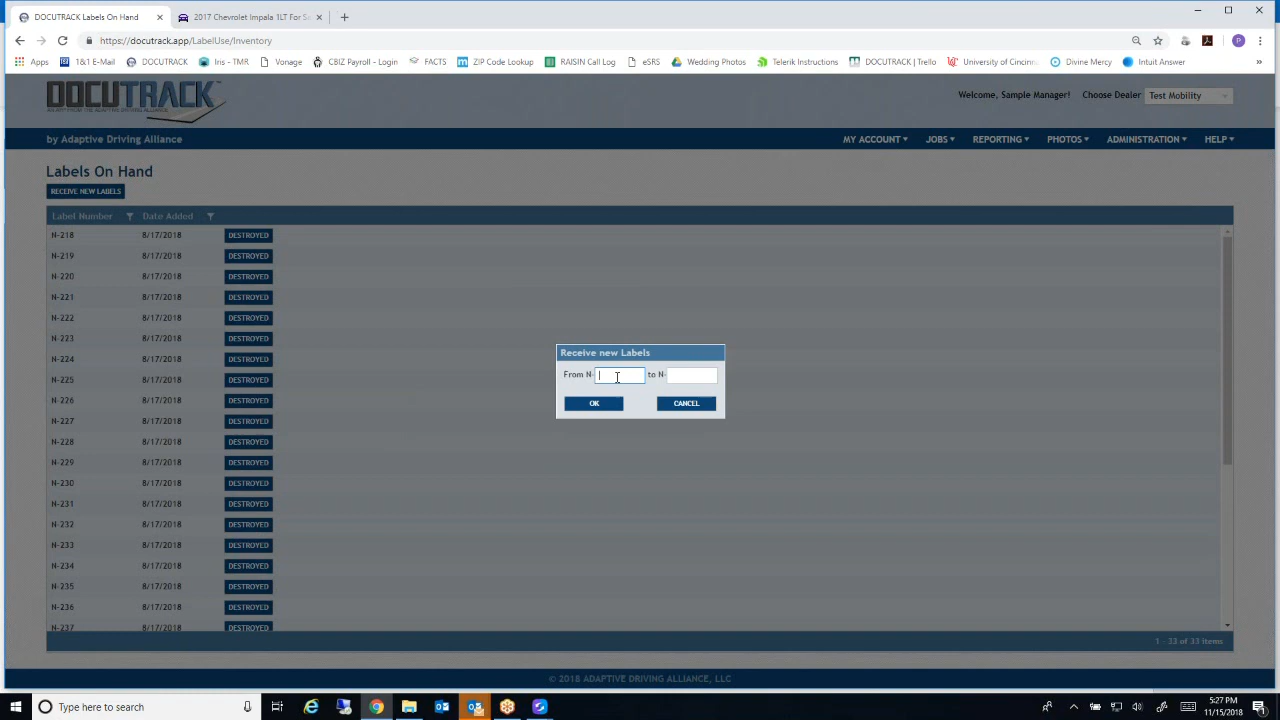 DOCUTRACK Labels On Hand
2017 Chevrolet Impala 1LT For Se
https://docutrack.app/LabelUse/Inventory
P
Apps
1&1 E-Mail
DOCUTRACK
Iris - TMR
Vonage
CBIZ Payroll - Login
FACTS
ZIP Code Lookup
RAISIN Call Log
eSRS
Wedding Photos
Telerik Instructions
DOCUTRACK | Trello
University of Cincinn
Divine Mercy
Intuit Answer
»
DOCUTRACK
Welcome, Sample Manager! Choose Dealer Test Mobility
by Adaptive Driving Alliance
MY ACCOUNT JOBS REPORTING PHOTOS ADMINISTRATION HELP
Labels On Hand
RECEIVE NEW LABELS
Label Number Date Added
N-218 8/17/2018 DESTROYED
N-219 8/17/2018 DESTROYED
N-220 8/17/2018 DESTROYED
N-221 8/17/2018 DESTROYED
N-222 8/17/2018 DESTROYED
N-223 8/17/2018 DESTROYED
N-224 8/17/2018 DESTROYED
N-225 8/17/2018 DESTROYED
N-226 8/17/2018 DESTROYED
N-227 8/17/2018 DESTROYED
N-228 8/17/2018 DESTROYED
N-229 8/17/2018 DESTROYED
N-230 8/17/2018 DESTROYED
N-231 8/17/2018 DESTROYED
N-232 8/17/2018 DESTROYED
N-233 8/17/2018 DESTROYED
N-234 8/17/2018 DESTROYED
N-235 8/17/2018 DESTROYED
N-236 8/17/2018 DESTROYED
N-237 8/17/2018 DESTROYED
Receive new Labels
From N- to N-
OK CANCEL
1 - 33 of 33 items
© 2018 ADAPTIVE DRIVING ALLIANCE, LLC
Type here to search
5:27 PM
11/15/2018